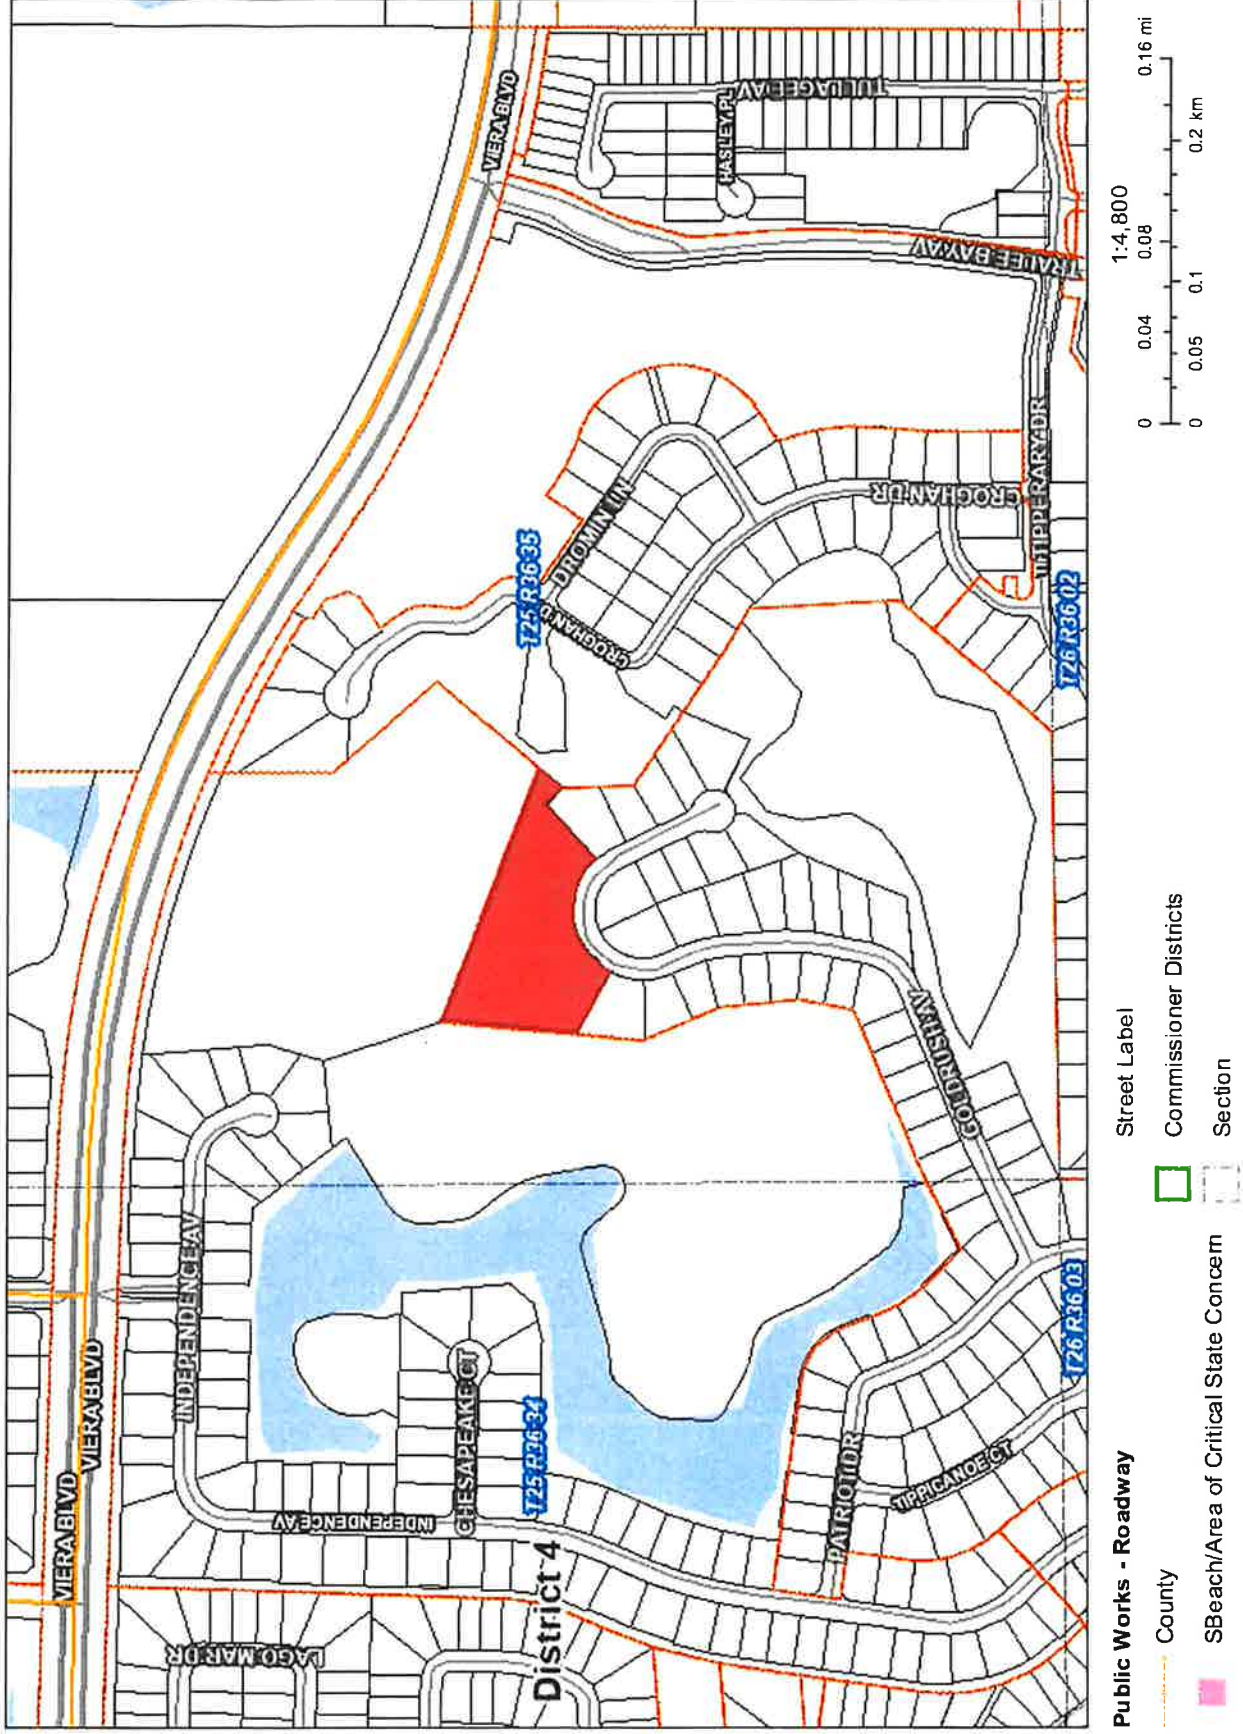 VIERA BLVD
VIERA BLVD
VIERA BLVD
INDEPENDENCE AV
INDEPENDENCE AV
CHESAPEAKE CT
LAGO MAR DR
District 4
T25 R36 34
T25 R36 35
T26 R36 02
T26 R36 03
PATRIOT DR
TIPPICANOE CT
GOLDRUSH AV
DROMIN LN
CROGHAN D
CROGHAN DR
TIPPERARY DR
TRALEE BAY AV
HASLEY PL
TULLAGEE AV
1:4,800
0 0.04 0.08 0.16 mi
0 0.05 0.1 0.2 km
Public Works - Roadway
County
SBeach/Area of Critical State Concern
Street Label
Commissioner Districts
Section